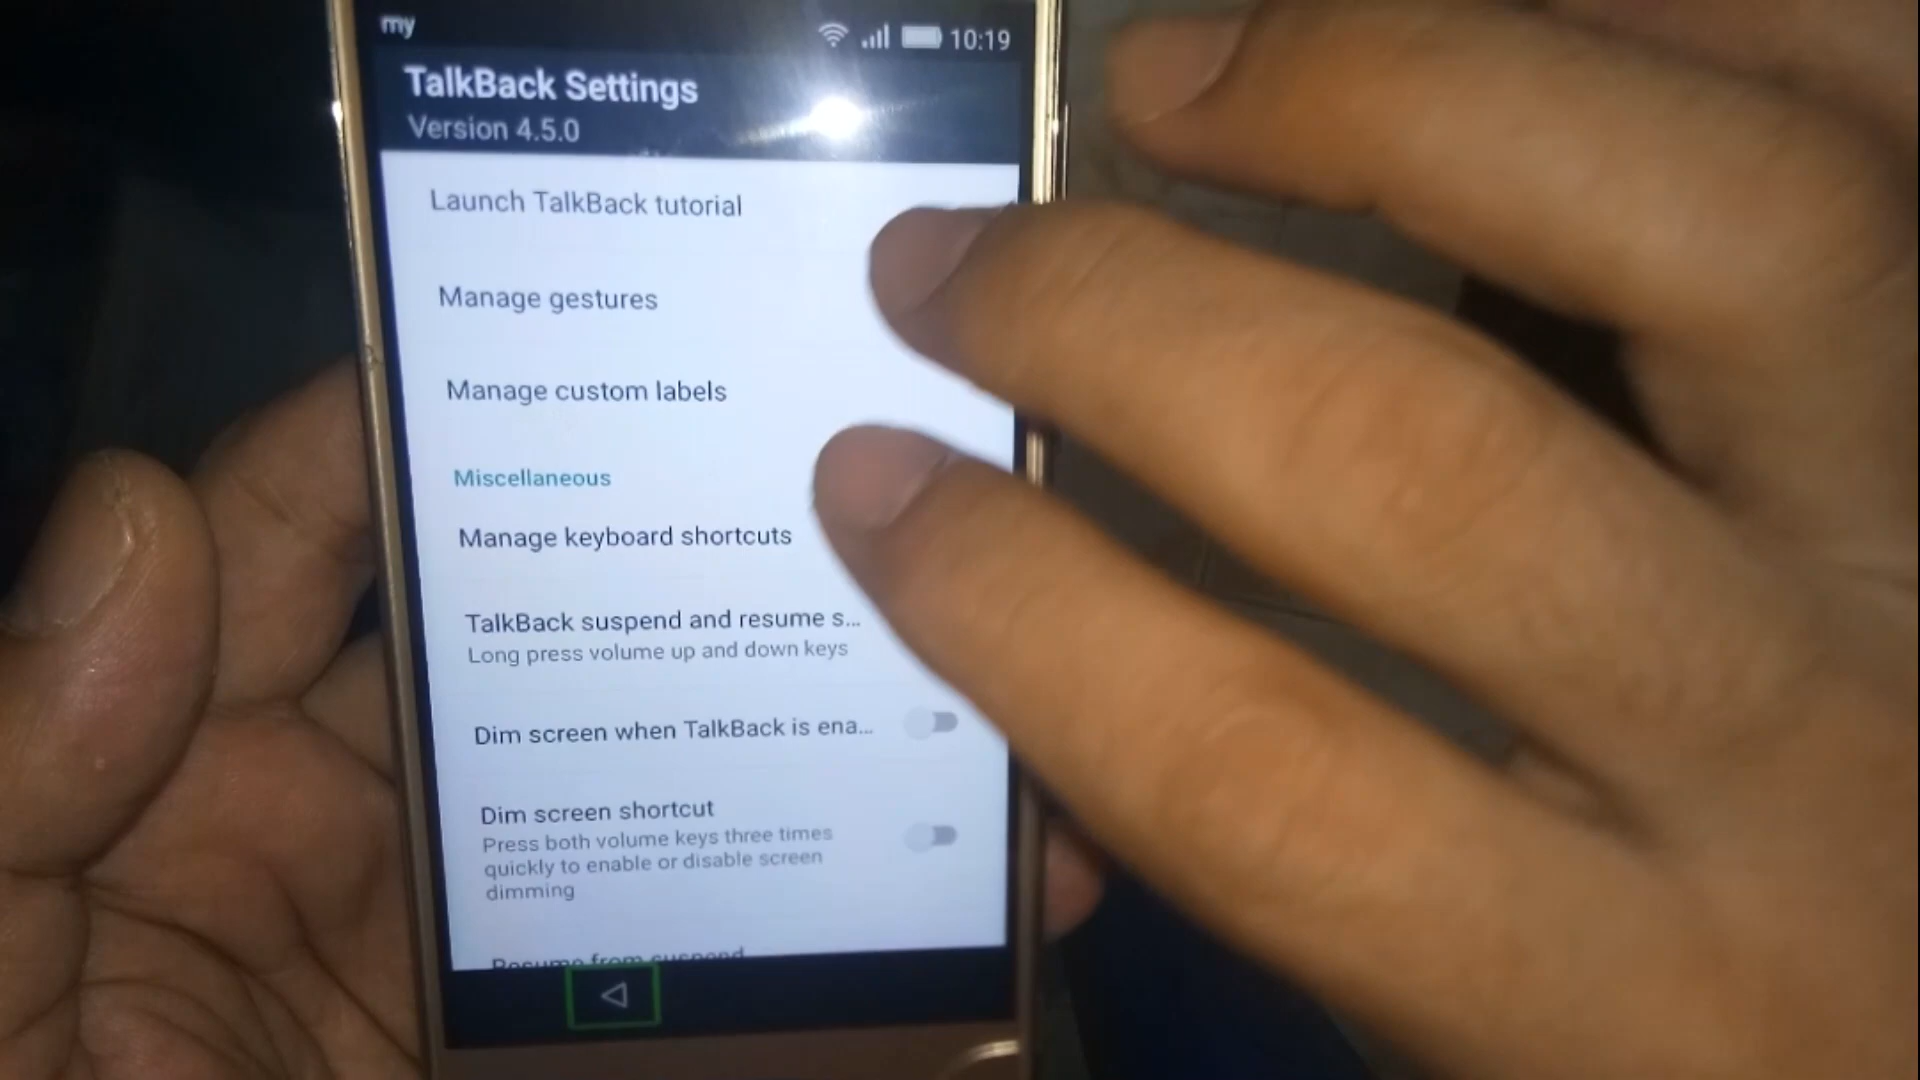 my
10:19
TalkBack Settings
Version 4.5.0
Launch TalkBack tutorial
Manage gestures
Manage custom labels
Miscellaneous
Manage keyboard shortcuts
TalkBack suspend and resume s...
Long press volume up and down keys
Dim screen when TalkBack is ena...
Dim screen shortcut
Press both volume keys three times
quickly to enable or disable screen
dimming
Resume from suspend